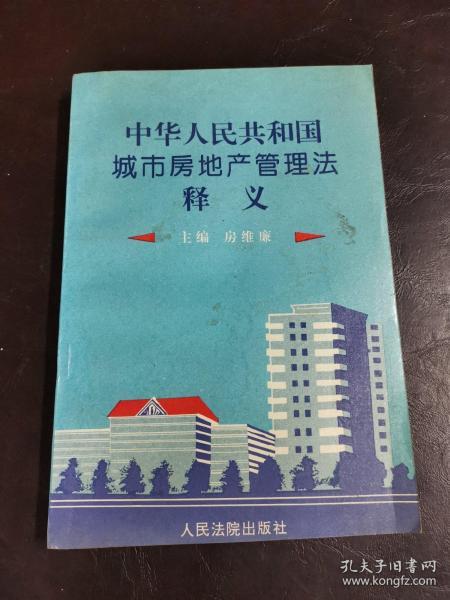 中华人民共和国
城市房地产管理法
释 义
主编 房维廉
人民法院出版社
孔夫子旧书网
www.kongfz.com